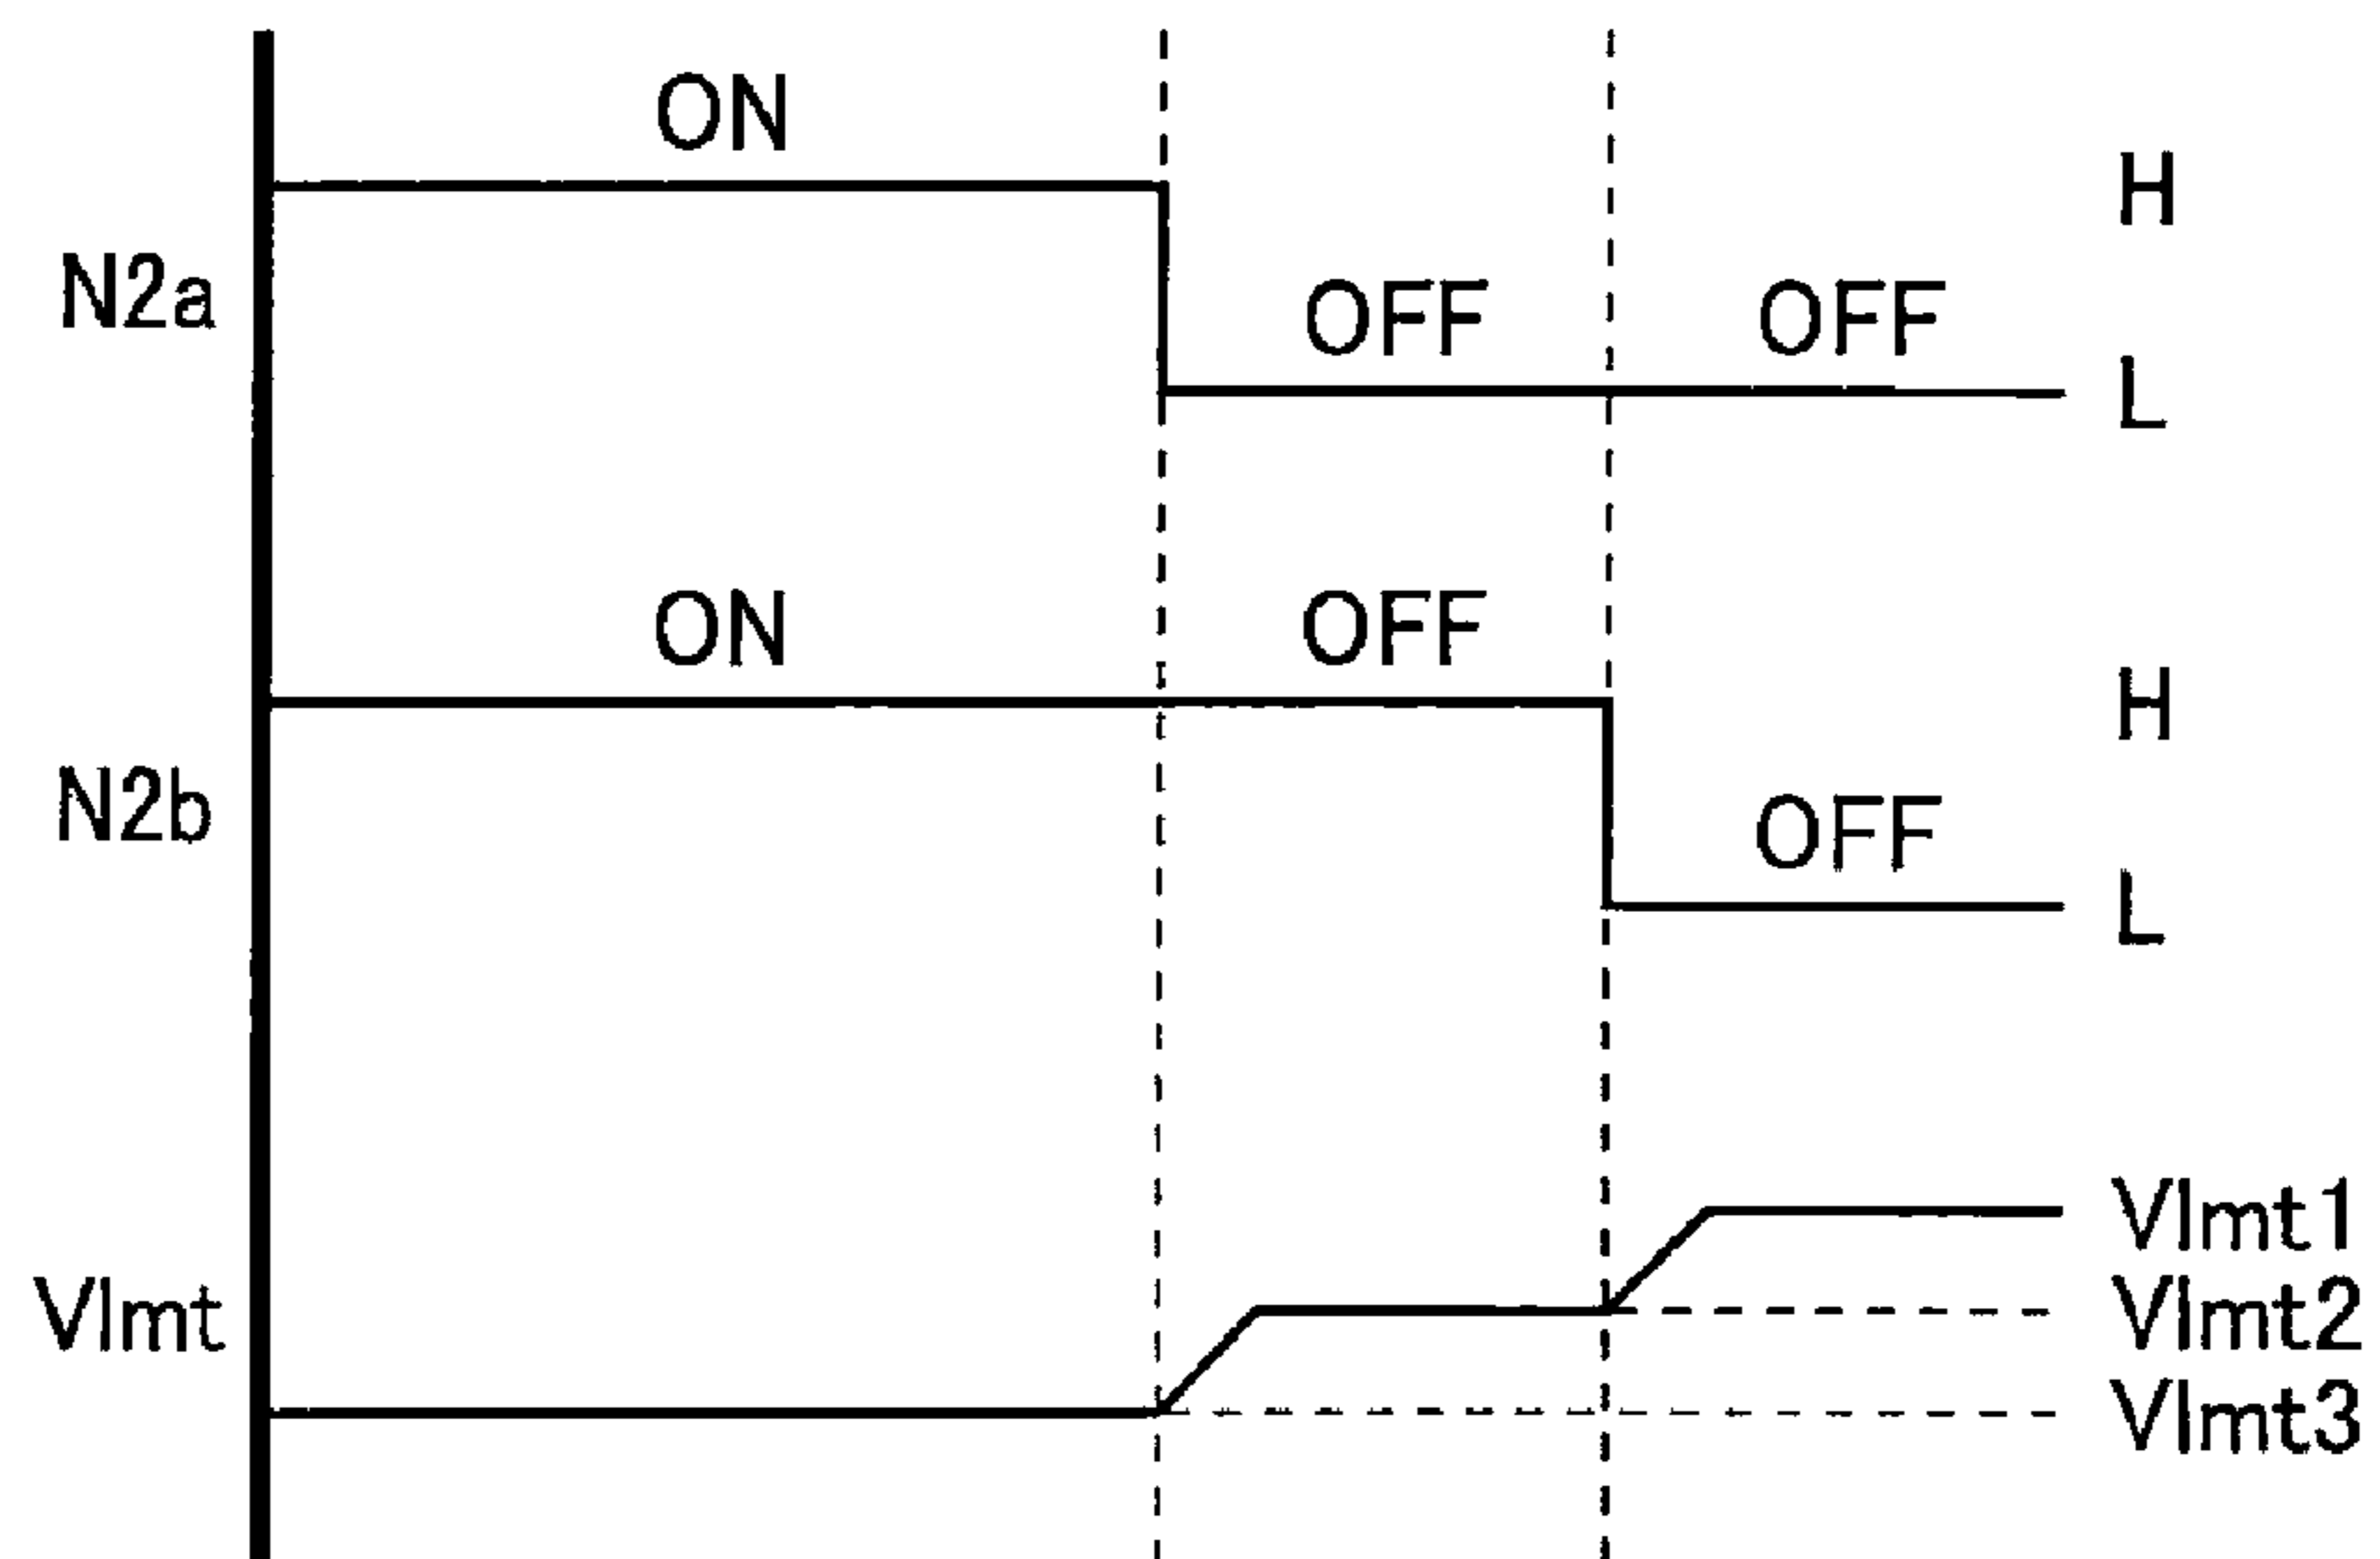 ON
H
N2a
OFF OFF
L
ON OFF
H
N2b
OFF
L
Vlmt1
Vlmt
Vlmt2
Vlmt3